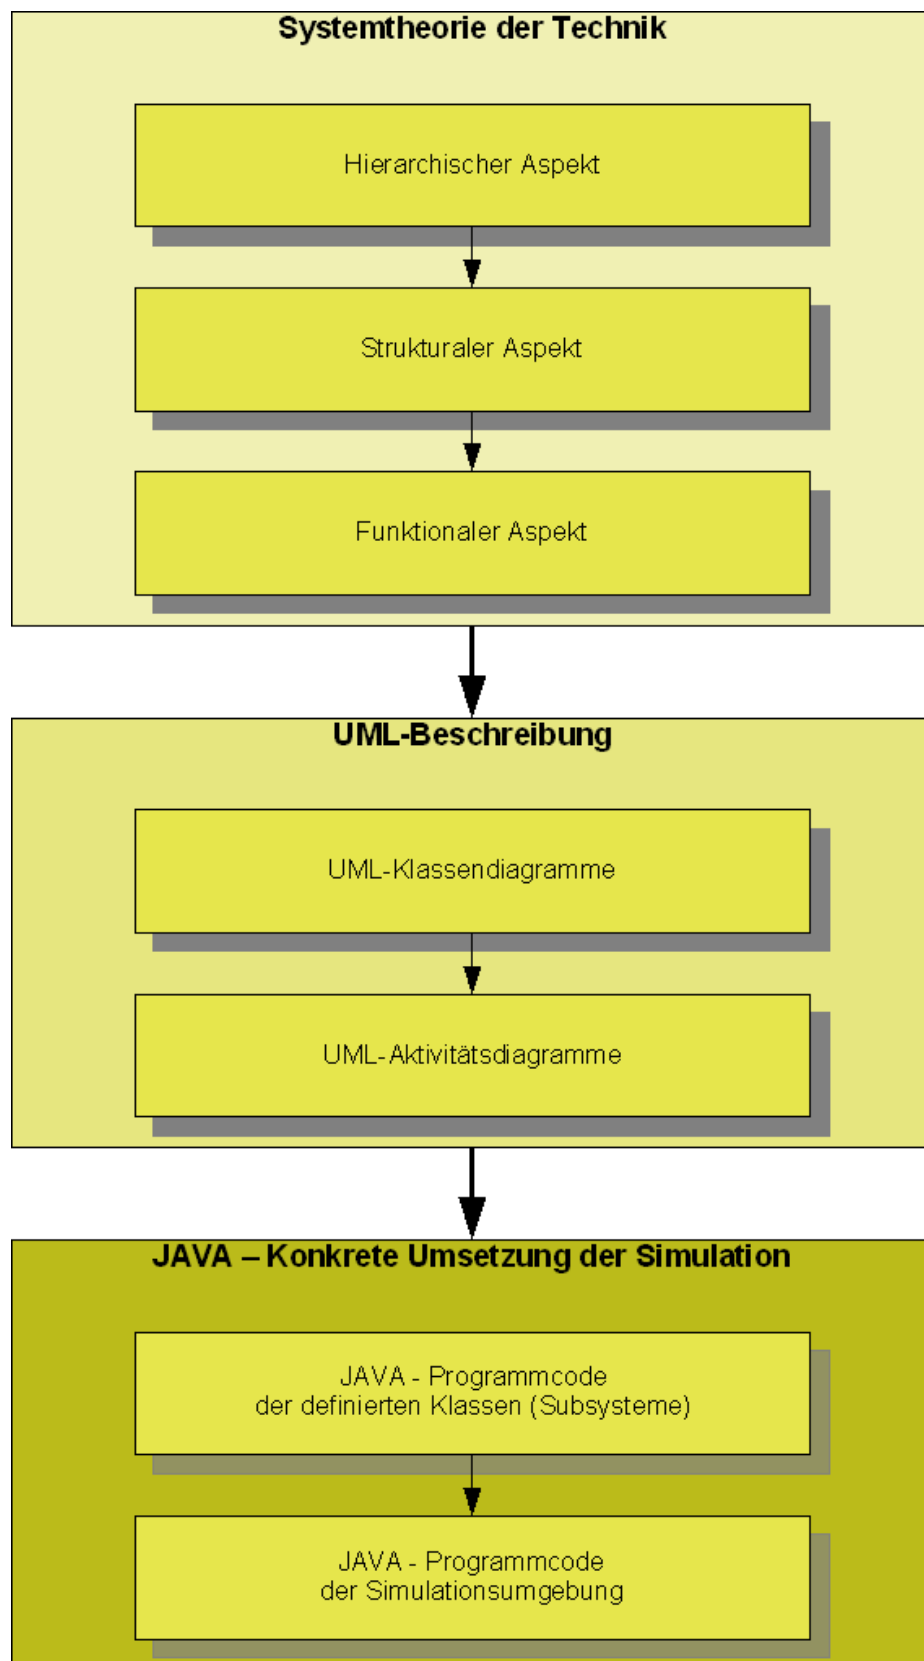 Systemtheorie der Technik
Hierarchischer Aspekt
Strukturaler Aspekt
Funktionaler Aspekt
UML-Beschreibung
UML-Klassendiagramme
UML-Aktivitätsdiagramme
JAVA – Konkrete Umsetzung der Simulation
JAVA - Programmcode
der definierten Klassen (Subsysteme)
JAVA - Programmcode
der Simulationsumgebung